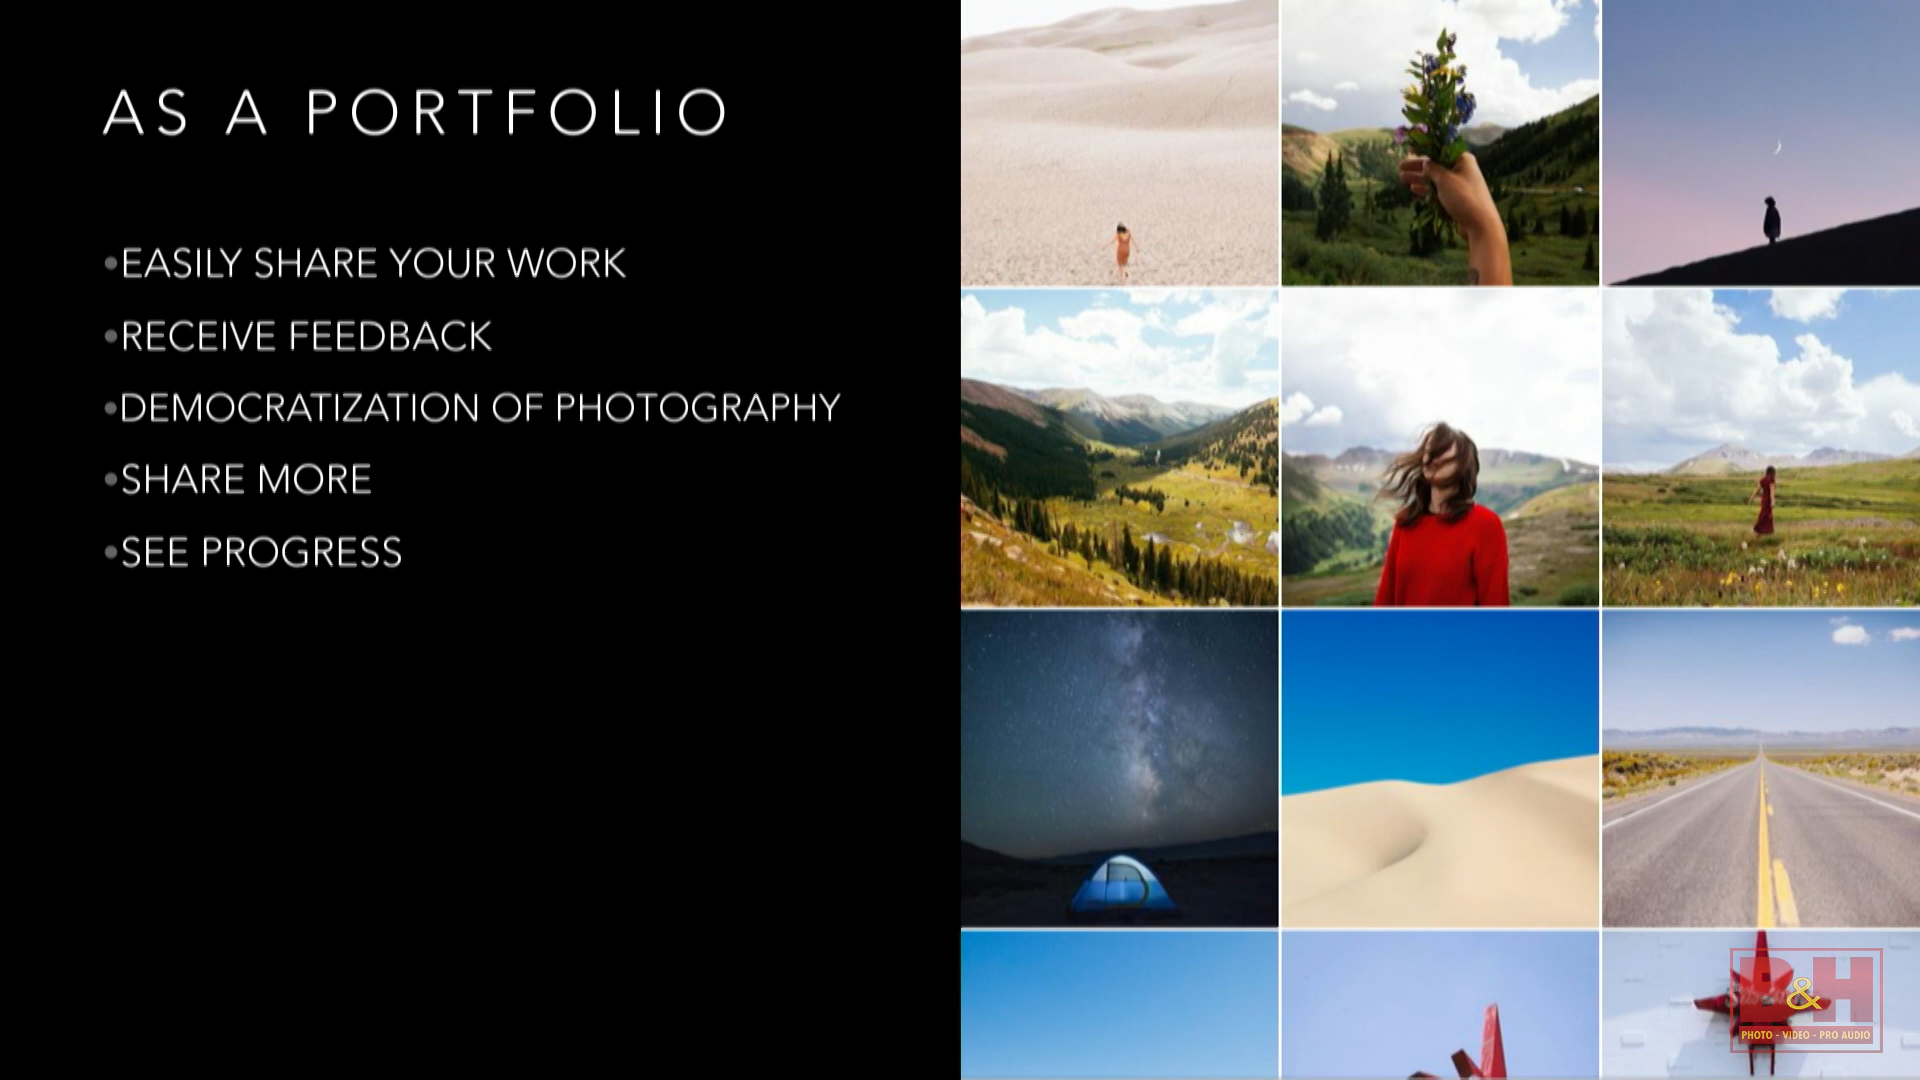 AS A PORTFOLIO
•EASILY SHARE YOUR WORK
•RECEIVE FEEDBACK
•DEMOCRATIZATION OF PHOTOGRAPHY
•SHARE MORE
•SEE PROGRESS
B&H
PHOTO - VIDEO - PRO AUDIO